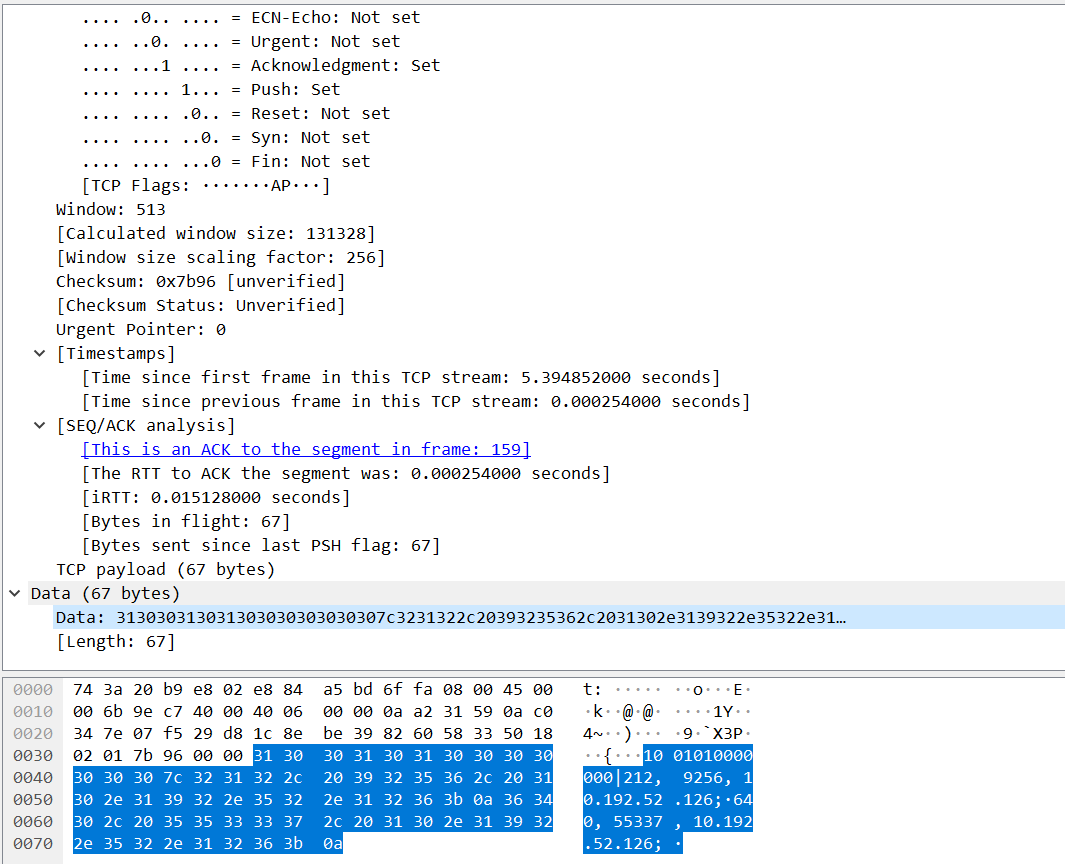 .... .0.. .... = ECN-Echo: Not set
.... ..0. .... = Urgent: Not set
.... ...1 .... = Acknowledgment: Set
.... .... 1... = Push: Set
.... .... .0.. = Reset: Not set
.... .... ..0. = Syn: Not set
.... .... ...0 = Fin: Not set
[TCP Flags: ·······AP···]
Window: 513
[Calculated window size: 131328]
[Window size scaling factor: 256]
Checksum: 0x7b96 [unverified]
[Checksum Status: Unverified]
Urgent Pointer: 0
[Timestamps]
[Time since first frame in this TCP stream: 5.394852000 seconds]
[Time since previous frame in this TCP stream: 0.000254000 seconds]
[SEQ/ACK analysis]
[This is an ACK to the segment in frame: 159]
[The RTT to ACK the segment was: 0.000254000 seconds]
[iRTT: 0.015128000 seconds]
[Bytes in flight: 67]
[Bytes sent since last PSH flag: 67]
TCP payload (67 bytes)
Data (67 bytes)
Data: 31303031303130303030303030307c3231322c20393235362c2031302e3139322e35322e31…
[Length: 67]
0000 74 3a 20 b9 e8 02 e8 84 a5 bd 6f fa 08 00 45 00 t: ····· ··o···E·
0010 00 6b 9e c7 40 00 40 06 00 00 0a a2 31 59 0a c0 ·k··@·@· ····1Y··
0020 34 7e 07 f5 29 d8 1c 8e be 39 82 60 58 33 50 18 4~··)··· ·9·`X3P·
0030 02 01 7b 96 00 00 31 30 30 31 30 31 30 30 30 30 ··{···10 01010000
0040 30 30 30 7c 32 31 32 2c 20 39 32 35 36 2c 20 31 000|212, 9256, 1
0050 30 2e 31 39 32 2e 35 32 2e 31 32 36 3b 0a 36 34 0.192.52 .126;·64
0060 30 2c 20 35 35 33 33 37 2c 20 31 30 2e 31 39 32 0, 55337 , 10.192
0070 2e 35 32 2e 31 32 36 3b 0a .52.126; ·